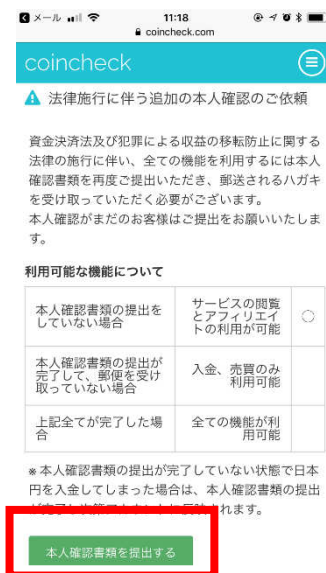 メール 11:18
coincheck.com
coincheck
法律施行に伴う追加の本人確認のご依頼
資金決済法及び犯罪による収益の移転防止に関する
法律の施行に伴い、全ての機能を利用するには本人
確認書類を再度ご提出いただき、郵送されるハガキ
を受け取っていただく必要がございます。
本人確認がまだのお客様はご提出をお願いいたしま
す。
利用可能な機能について
本人確認書類の提出を
していない場合
サービスの閲覧
とアフィリエイ
トの利用が可能
○
本人確認書類の提出が
完了して、郵便を受け
取っていない場合
入金、売買のみ
利用可能
上記全てが完了した場
合
全ての機能が利
用可能
※本人確認書類の提出が完了していない状態で日本
円を入金してしまった場合は、本人確認書類の提出
されます。
本人確認書類を提出する